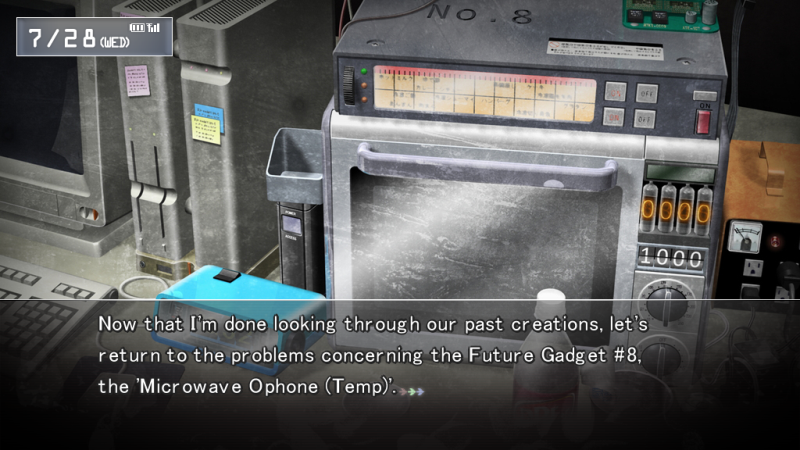 7/28(WED)
No.8
ON
1000
Now that I'm done looking through our past creations, let's
return to the problems concerning the Future Gadget #8,
the 'Microwave Ophone (Temp)'.